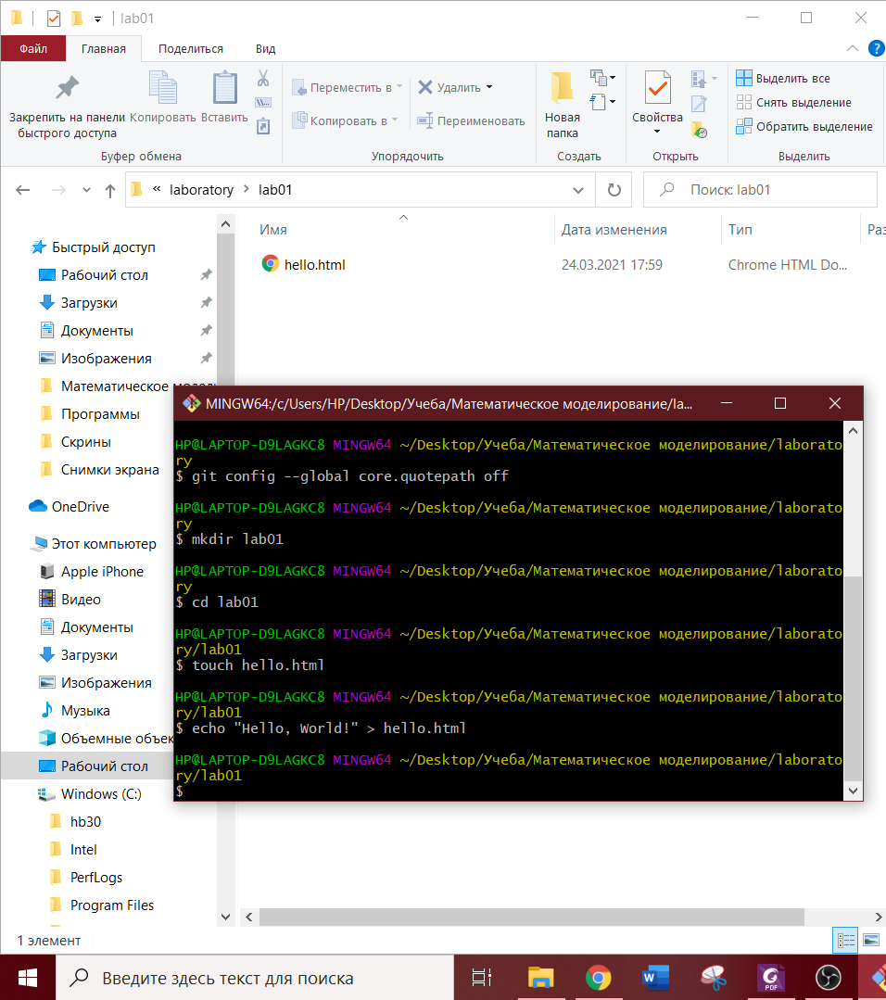 lab01
Файл Главная Поделиться Вид
Переместить в Удалить Выделить все
Снять выделение
Закрепить на панели Копировать Вставить Копировать в Переименовать Новая Свойства
быстрого доступа папка Обратить выделение
Буфер обмена Упорядочить Создать Открыть Выделить
« laboratory > lab01 Поиск: lab01
Имя Дата изменения Тип Раз
hello.html 24.03.2021 17:59 Chrome HTML Do...
Быстрый доступ
Рабочий стол
Загрузки
Документы
Изображения
Математическое модель
Программы
Скрины
Снимки экрана
OneDrive
Этот компьютер
Apple iPhone
Видео
Документы
Загрузки
Изображения
Музыка
Объемные объек
Рабочий стол
Windows (C:)
hb30
Intel
PerfLogs
Program Files
1 элемент
MINGW64:/c/Users/HP/Desktop/Учеба/Математическое моделирование/la...
HP@LAPTOP-D9LAGKC8 MINGW64 ~/Desktop/Учеба/Математическое моделирование/laborato
ry
$ git config --global core.quotepath off
HP@LAPTOP-D9LAGKC8 MINGW64 ~/Desktop/Учеба/Математическое моделирование/laborato
ry
$ mkdir lab01
HP@LAPTOP-D9LAGKC8 MINGW64 ~/Desktop/Учеба/Математическое моделирование/laborato
ry
$ cd lab01
HP@LAPTOP-D9LAGKC8 MINGW64 ~/Desktop/Учеба/Математическое моделирование/laborato
ry/lab01
$ touch hello.html
HP@LAPTOP-D9LAGKC8 MINGW64 ~/Desktop/Учеба/Математическое моделирование/laborato
ry/lab01
$ echo "Hello, World!" > hello.html
HP@LAPTOP-D9LAGKC8 MINGW64 ~/Desktop/Учеба/Математическое моделирование/laborato
ry/lab01
$
Введите здесь текст для поиска
PDF